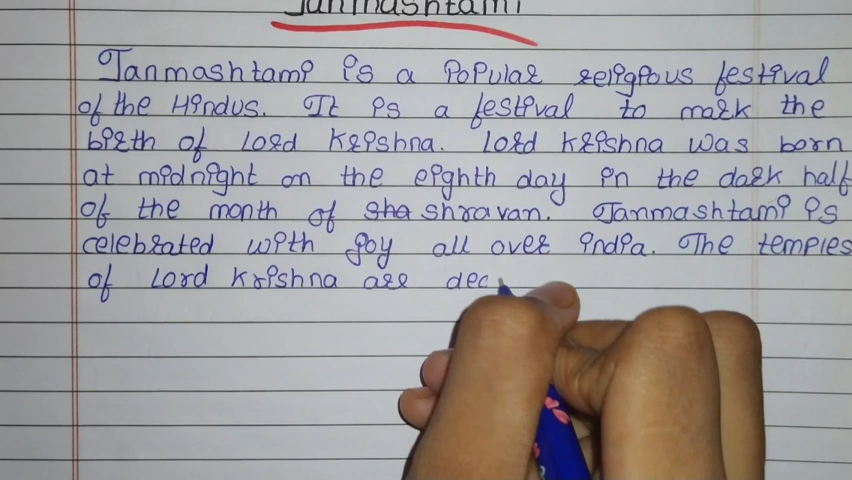 Janmashtami
Janmashtami is a popular religious festival
of the Hindus. It is a festival to mark the
birth of Lord Krishna. Lord Krishna was born
at midnight on the eighth day in the dark half
of the month of sha shravan. Janmashtami is
celebrated with joy all over india. The temples
of Lord Krishna are dec